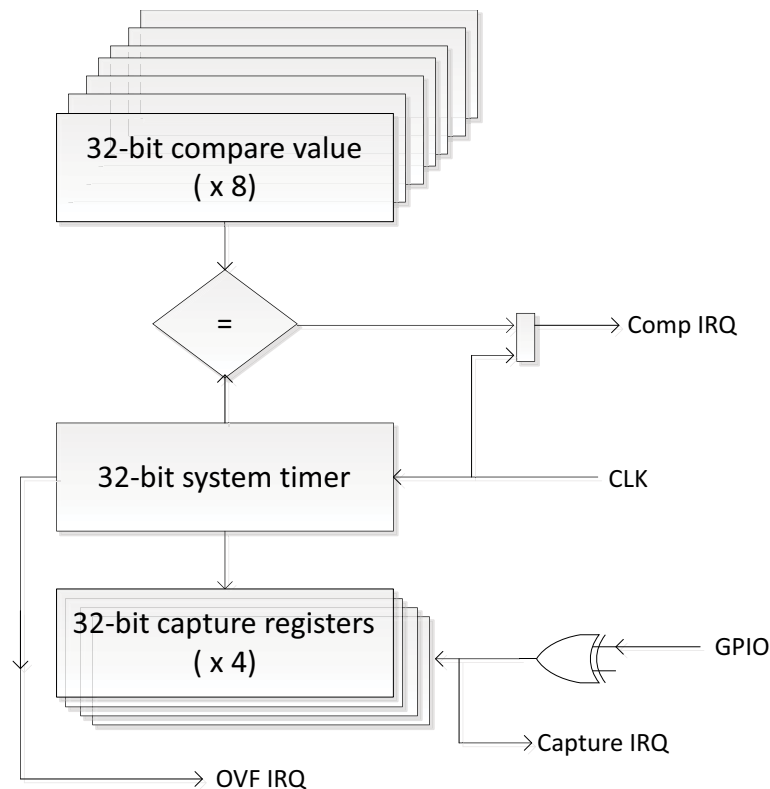 32-bit compare value
( x 8)
=
Comp IRQ
32-bit system timer
CLK
32-bit capture registers
( x 4)
GPIO
Capture IRQ
OVF IRQ